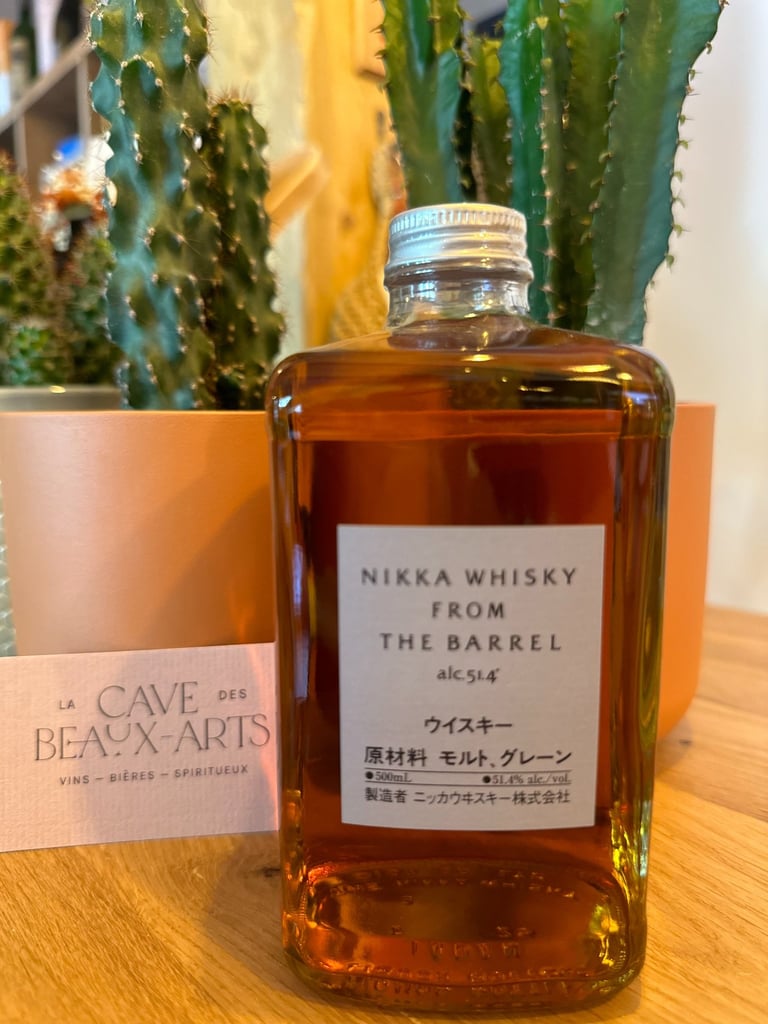 LA CAVE DES
BEAUX-ARTS
VINS – BIÈRES – SPIRITUEUX
NIKKA WHISKY
FROM
THE BARREL
alc.51.4°
ウイスキー
原材料 モルト、グレーン
●500mL ●51.4% alc./vol.
製造者 ニッカウヰスキー株式会社